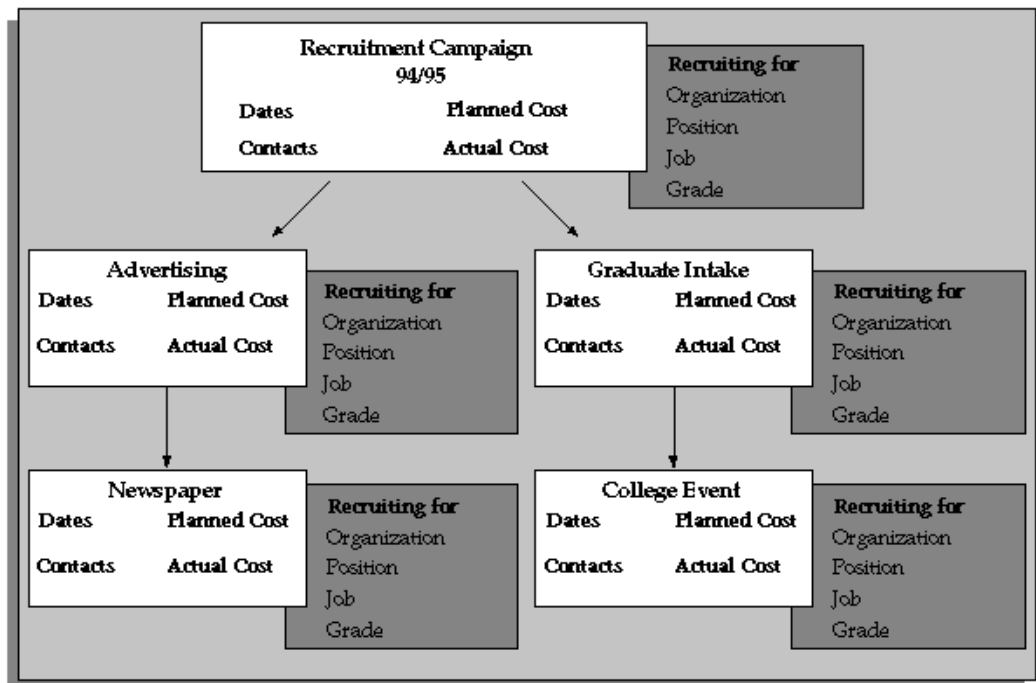 Recruitment Campaign
94/95
Dates Planned Cost
Contacts Actual Cost
Recruiting for
Organization
Position
Job
Grade
Advertising
Dates Planned Cost
Contacts Actual Cost
Recruiting for
Organization
Position
Job
Grade
Graduate Intake
Dates Planned Cost
Contacts Actual Cost
Recruiting for
Organization
Position
Job
Grade
Newspaper
Dates Planned Cost
Contacts Actual Cost
Recruiting for
Organization
Position
Job
Grade
College Event
Dates Planned Cost
Contacts Actual Cost
Recruiting for
Organization
Position
Job
Grade